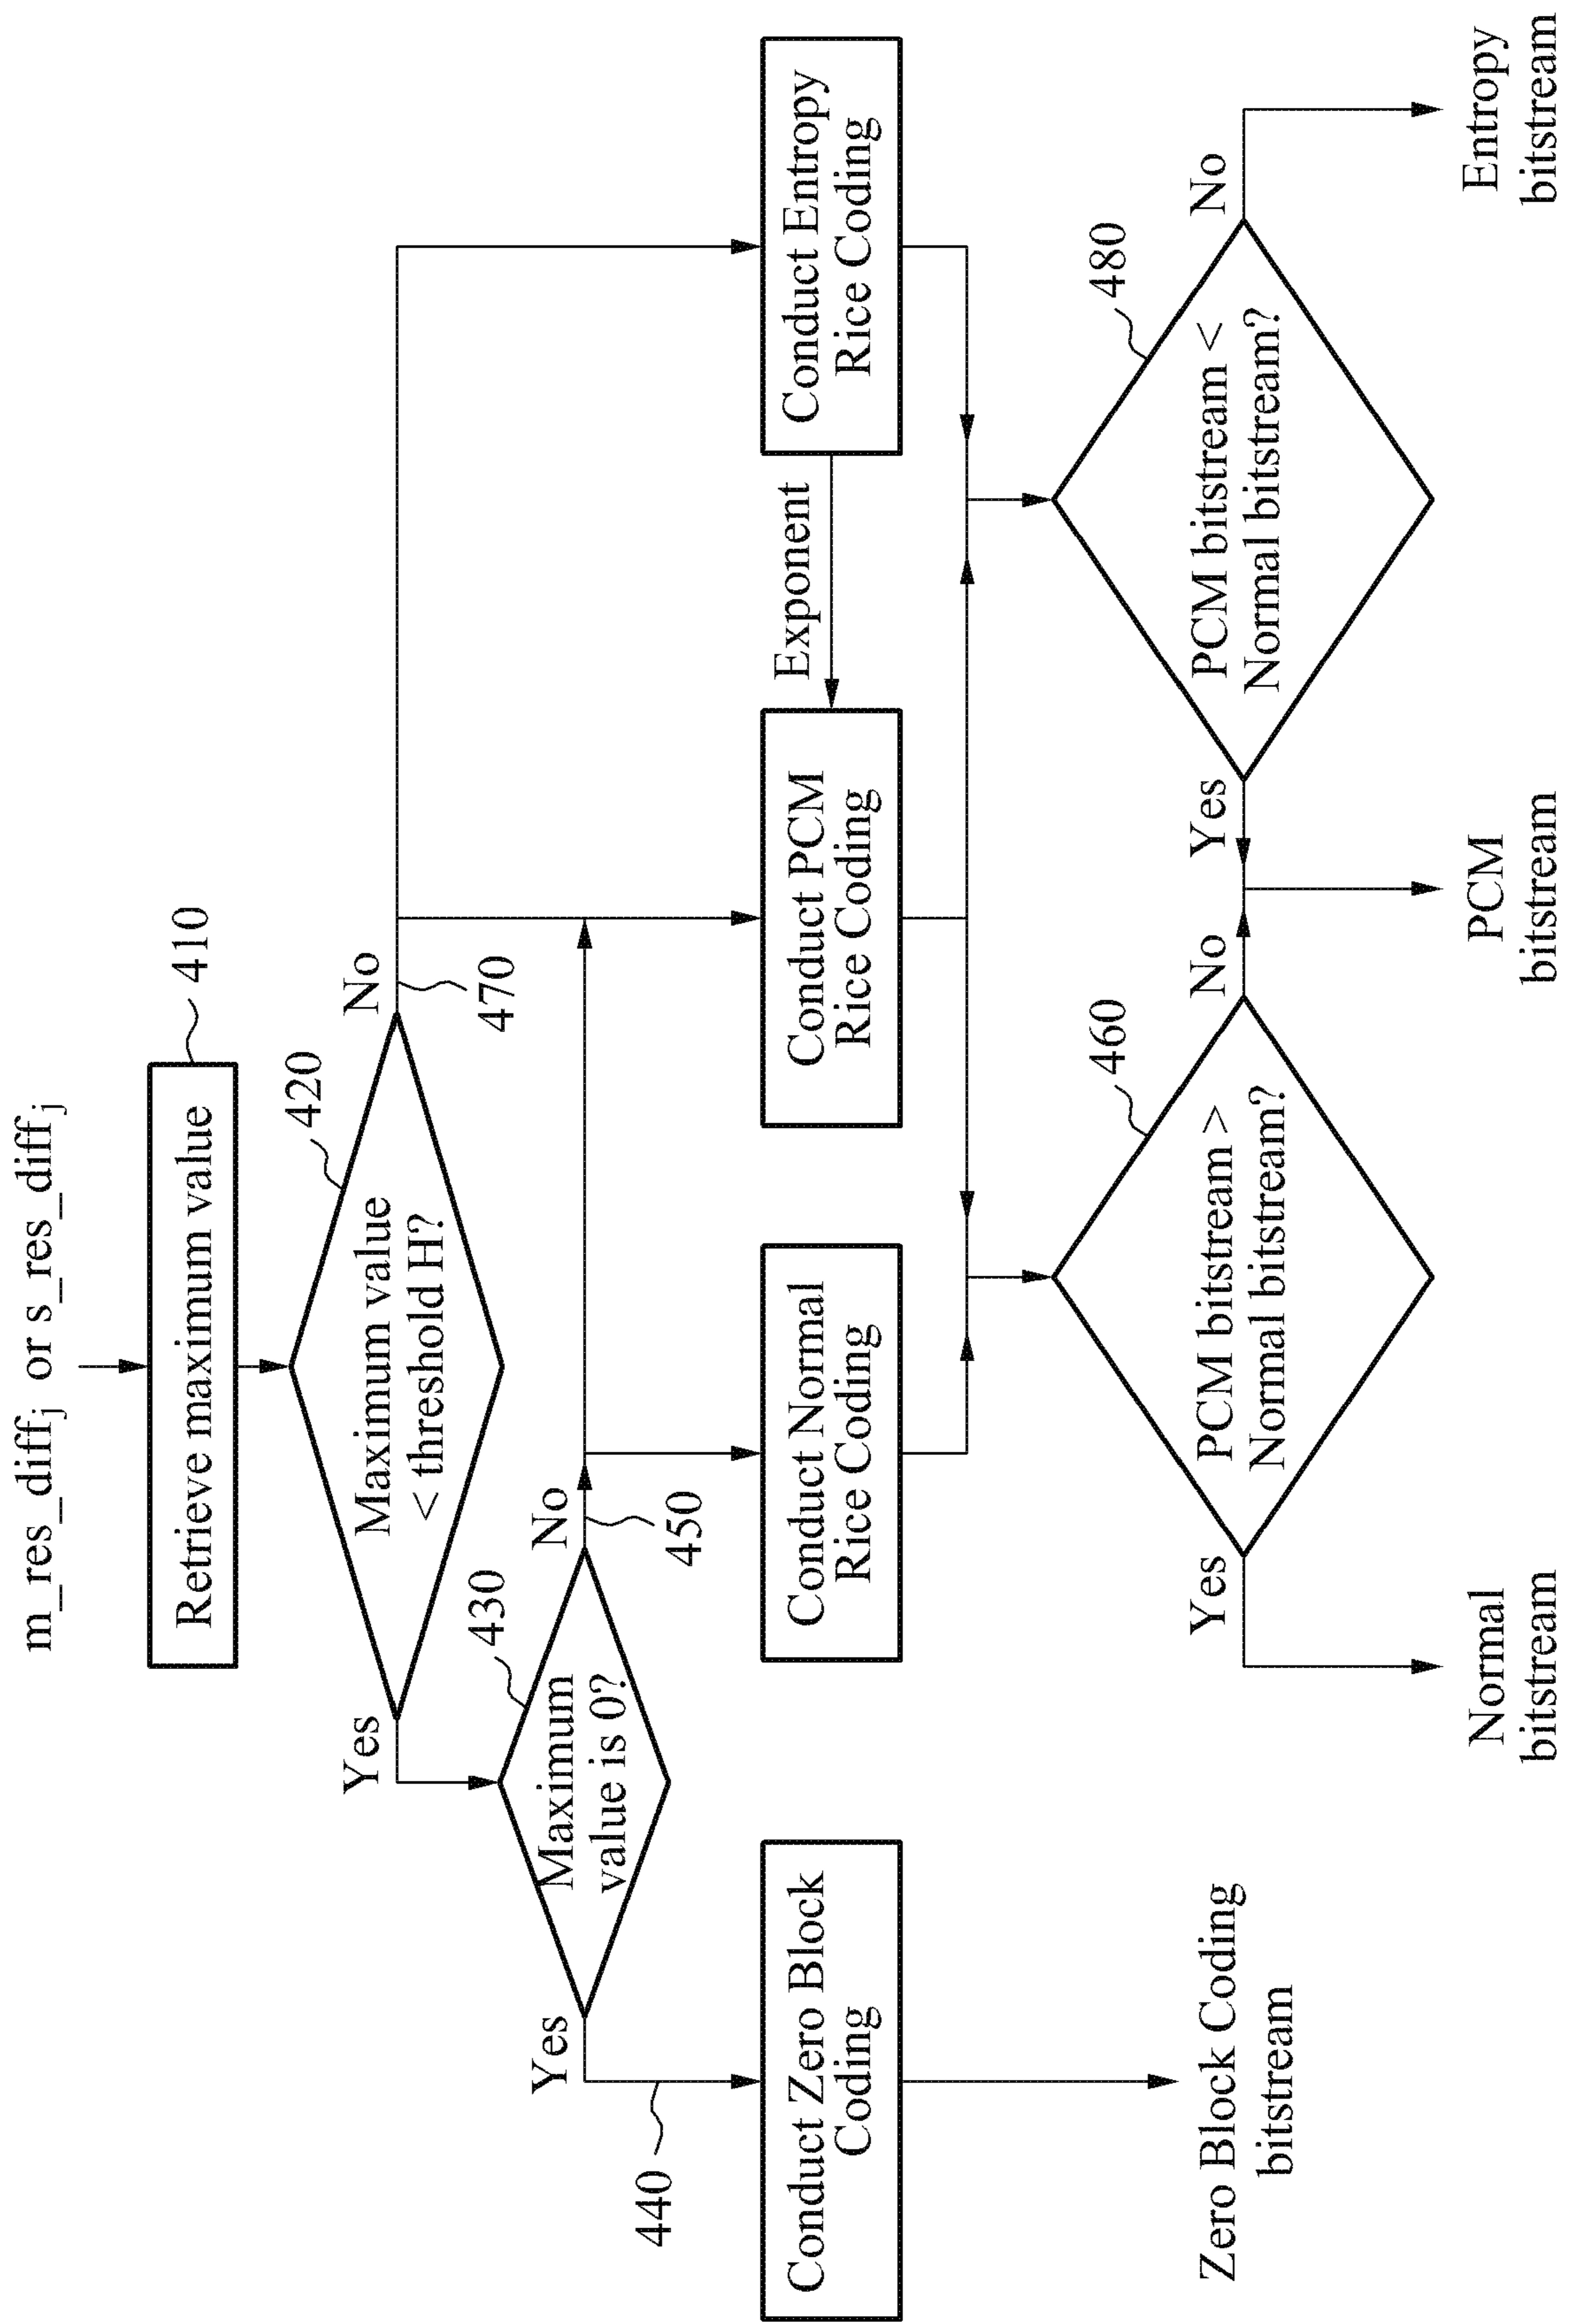 m_res_diffj or s_res_diffj
Retrieve maximum value
410
Maximum value
< threshold H?
420
Yes
No
470
Maximum
value is 0?
430
Yes
No
440
450
Conduct Zero Block
Coding
Conduct Normal
Rice Coding
Conduct PCM
Rice Coding
Exponent
Conduct Entropy
Rice Coding
PCM bitstream >
Normal bitstream?
460
Yes
No
PCM bitstream <
Normal bitstream?
480
Yes
No
Zero Block Coding
bitstream
Normal
bitstream
PCM
bitstream
Entropy
bitstream